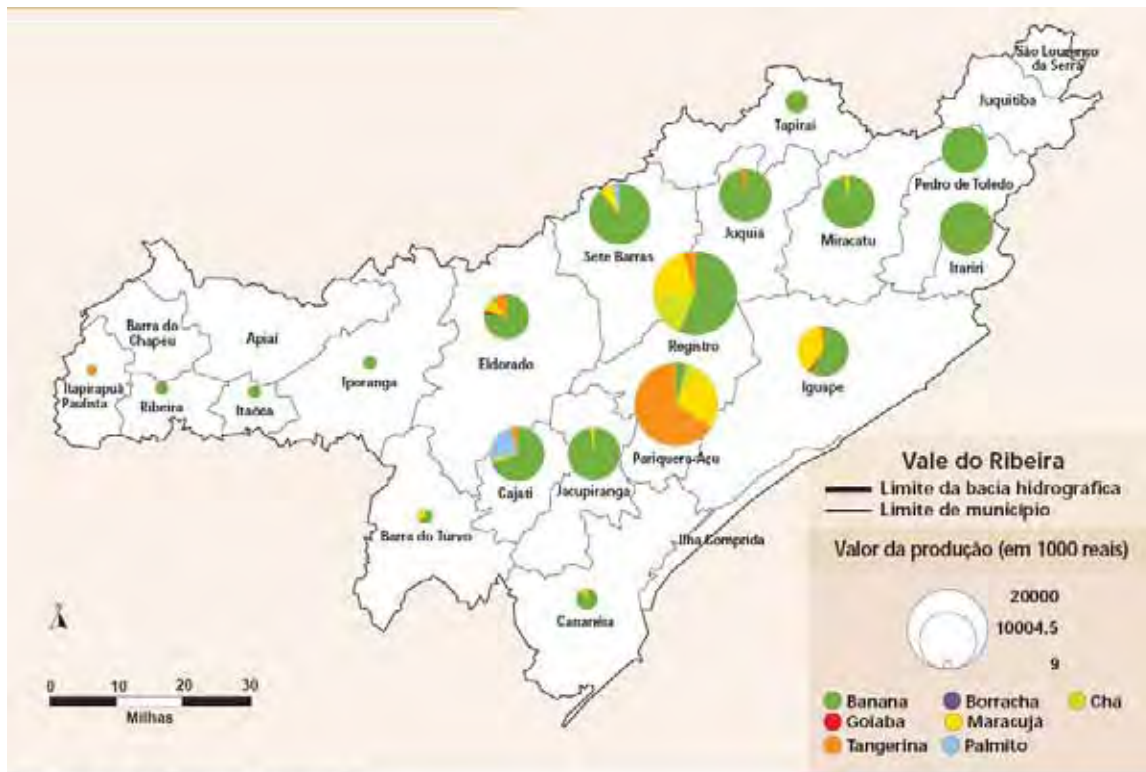 São Lourenço
da Serra
Juquitiba
Tapiraí
Pedro de Toledo
Juquiá
Miracatu
Sete Barras
Itariri
Barra do
Chapéu
Apiaí
Registro
Eldorado
Iguape
Iporanga
Itapirapuã
Paulista
Ribeira
Itaóca
Pariquera-Açu
Cajati
Jacupiranga
Barra do Turvo
Ilha Comprida
Cananéia
Vale do Ribeira
Limite da bacia hidrografica
Limite de município
Valor da produção (em 1000 reais)
20000
10004.5
9
Banana
Borracha
Chá
Goiaba
Maracujá
Tangerina
Palmito
N
0 10 20 30
Milhas